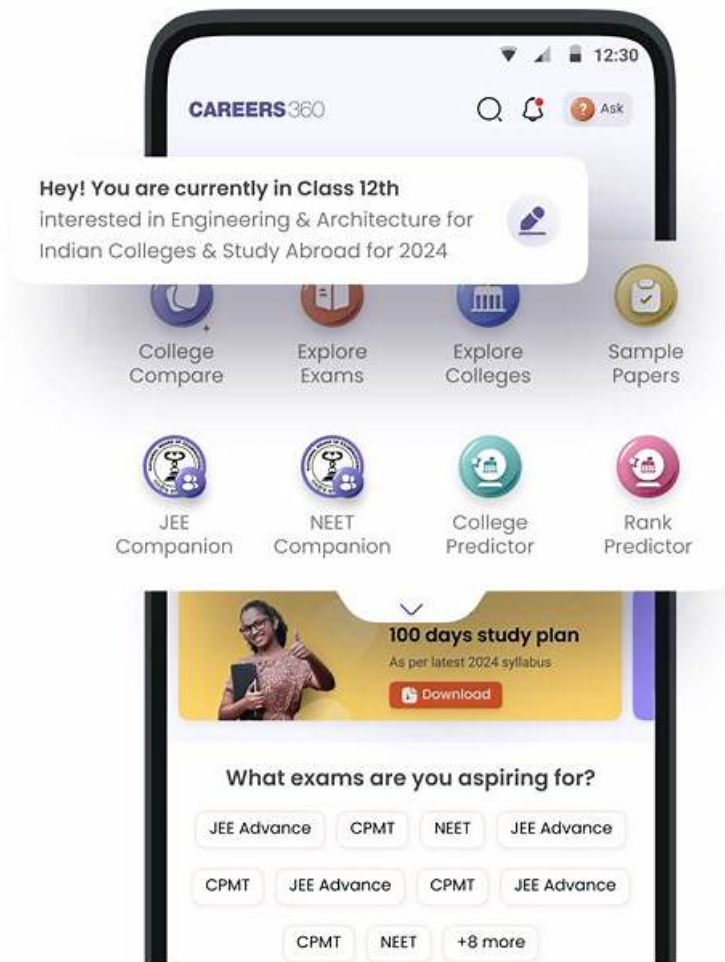 12:30
CAREERS360
Ask
Hey! You are currently in Class 12th
interested in Engineering & Architecture for
Indian Colleges & Study Abroad for 2024
College Compare
Explore Exams
Explore Colleges
Sample Papers
JEE Companion
NEET Companion
College Predictor
Rank Predictor
100 days study plan
As per latest 2024 syllabus
Download
What exams are you aspiring for?
JEE Advance CPMT NEET JEE Advance
CPMT JEE Advance CPMT JEE Advance
CPMT NEET +8 more